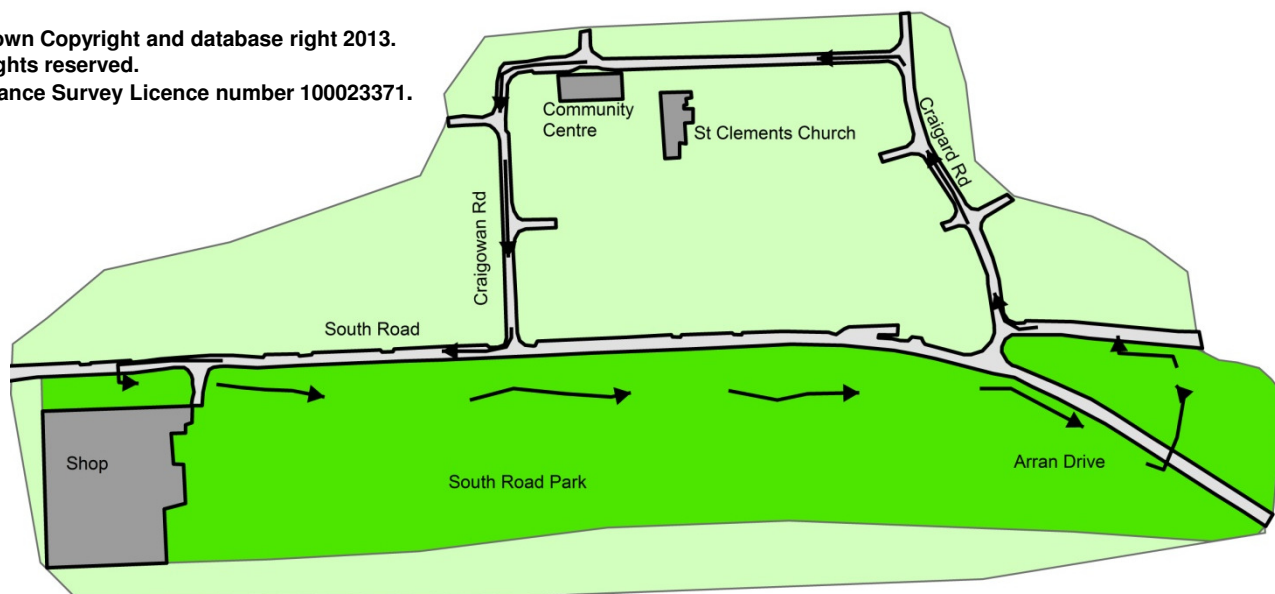 own Copyright and database right 2013.
ghts reserved.
ance Survey Licence number 100023371.
Community
Centre
St Clements Church
Craigard Rd
Craigowan Rd
South Road
Shop
South Road Park
Arran Drive